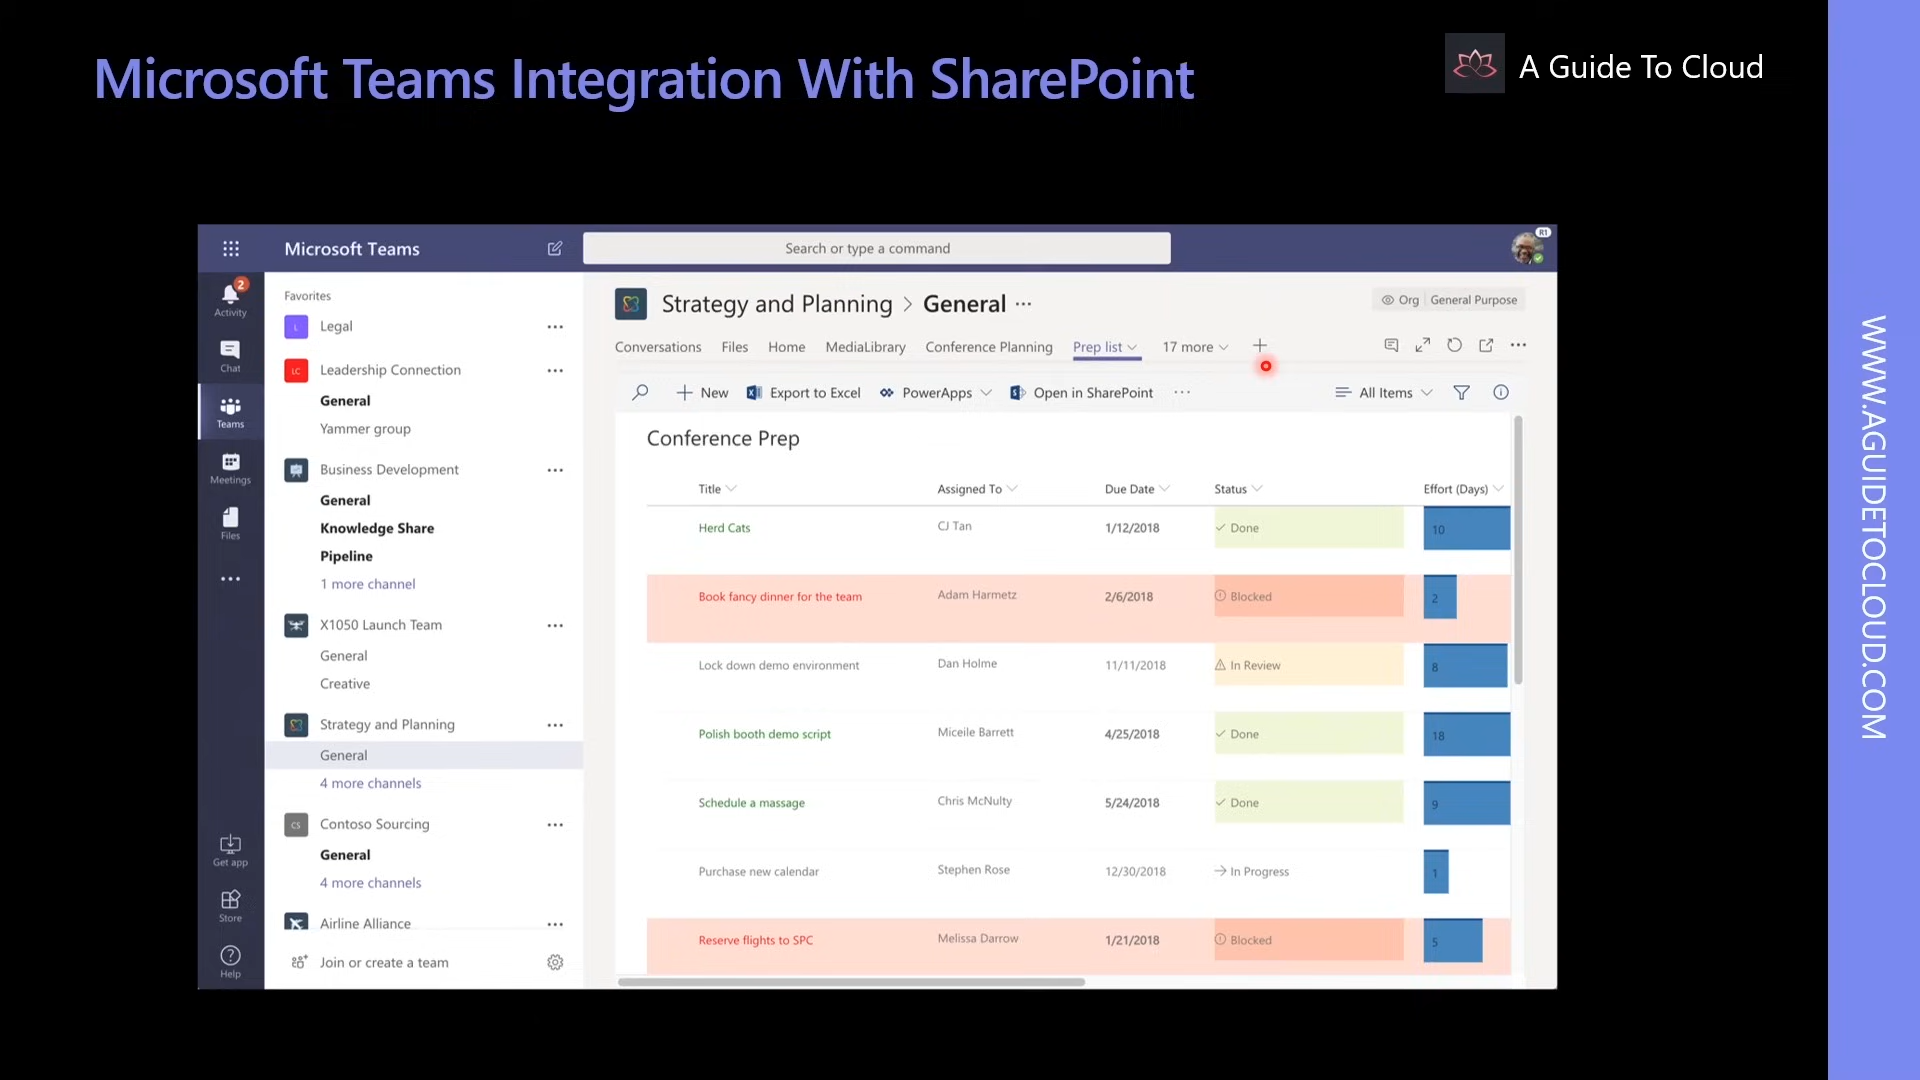 Microsoft Teams Integration With SharePoint
A Guide To Cloud
WWW.AGUIDETOCLOUD.COM
Microsoft Teams
Search or type a command
R1
2
Activity
Chat
Teams
Meetings
Files
Get app
Store
Help
Favorites
L Legal
LC Leadership Connection
General
Yammer group
Business Development
General
Knowledge Share
Pipeline
1 more channel
X1050 Launch Team
General
Creative
Strategy and Planning
General
4 more channels
CS Contoso Sourcing
General
4 more channels
Airline Alliance
Join or create a team
Strategy and Planning > General ...
Org General Purpose
Conversations Files Home MediaLibrary Conference Planning Prep list 17 more
New Export to Excel PowerApps Open in SharePoint ... All Items
Conference Prep
Title Assigned To Due Date Status Effort (Days)
Herd Cats CJ Tan 1/12/2018 Done 10
Book fancy dinner for the team Adam Harmetz 2/6/2018 Blocked 2
Lock down demo environment Dan Holme 11/11/2018 In Review 8
Polish booth demo script Miceile Barrett 4/25/2018 Done 18
Schedule a massage Chris McNulty 5/24/2018 Done 9
Purchase new calendar Stephen Rose 12/30/2018 In Progress 1
Reserve flights to SPC Melissa Darrow 1/21/2018 Blocked 5